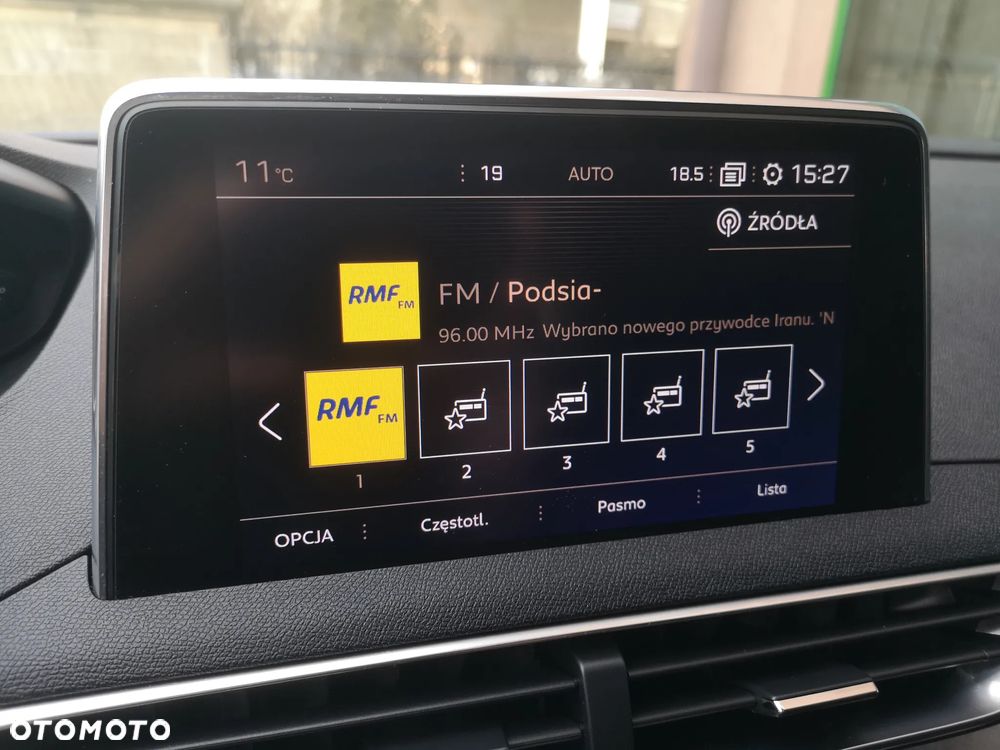 11°C 19 AUTO 18.5 15:27
ŹRÓDŁA
RMF FM
FM / Podsia-
96.00 MHz Wybrano nowego przywodce Iranu. 'N
RMF FM
1 2 3 4 5
OPCJA Częstotl. Pasmo Lista
OTOMOTO